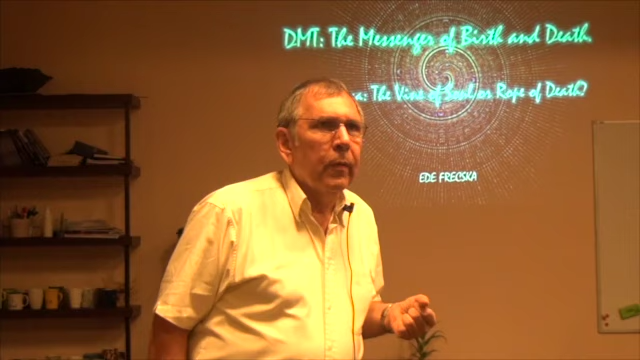 DMT: The Messenger of Birth and Death
The Vine of Soul or Rope of Death?
EDE FRECSKA